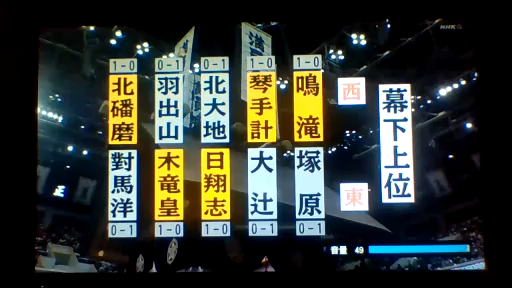 NHK
幕下上位
西
東
1-0
鳴滝
塚原
0-1
1-0
琴手計
大辻
0-1
0-1
北大地
日翔志
1-0
0-1
羽出山
木竜皇
1-0
1-0
北磻磨
對馬洋
0-1
音量 49